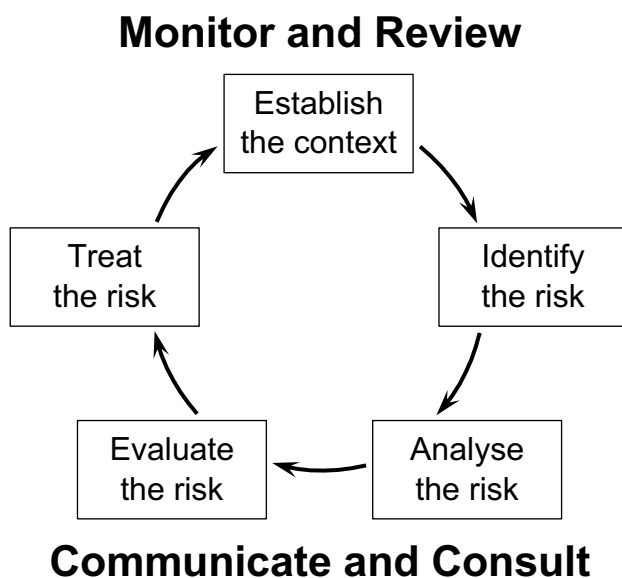 Monitor and Review
Establish
the context
Identify
the risk
Analyse
the risk
Evaluate
the risk
Treat
the risk
Communicate and Consult